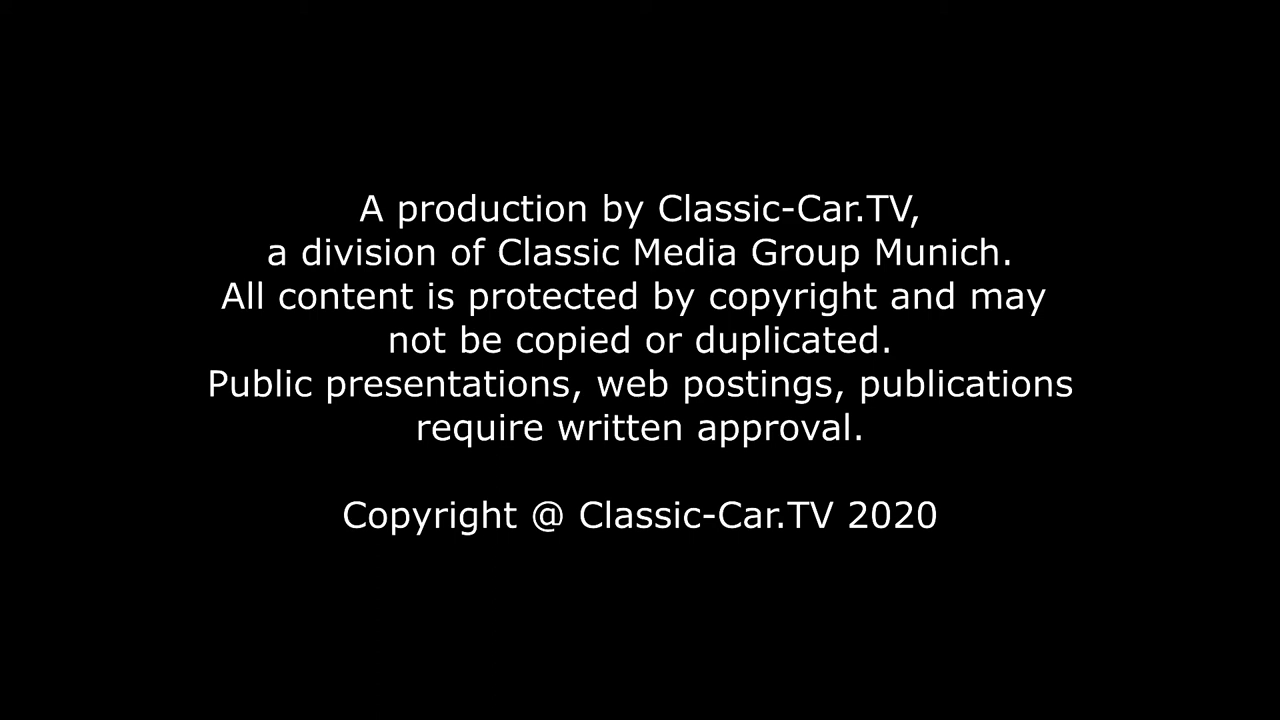 A production by Classic-Car.TV,
a division of Classic Media Group Munich.
All content is protected by copyright and may
not be copied or duplicated.
Public presentations, web postings, publications
require written approval.
Copyright @ Classic-Car.TV 2020